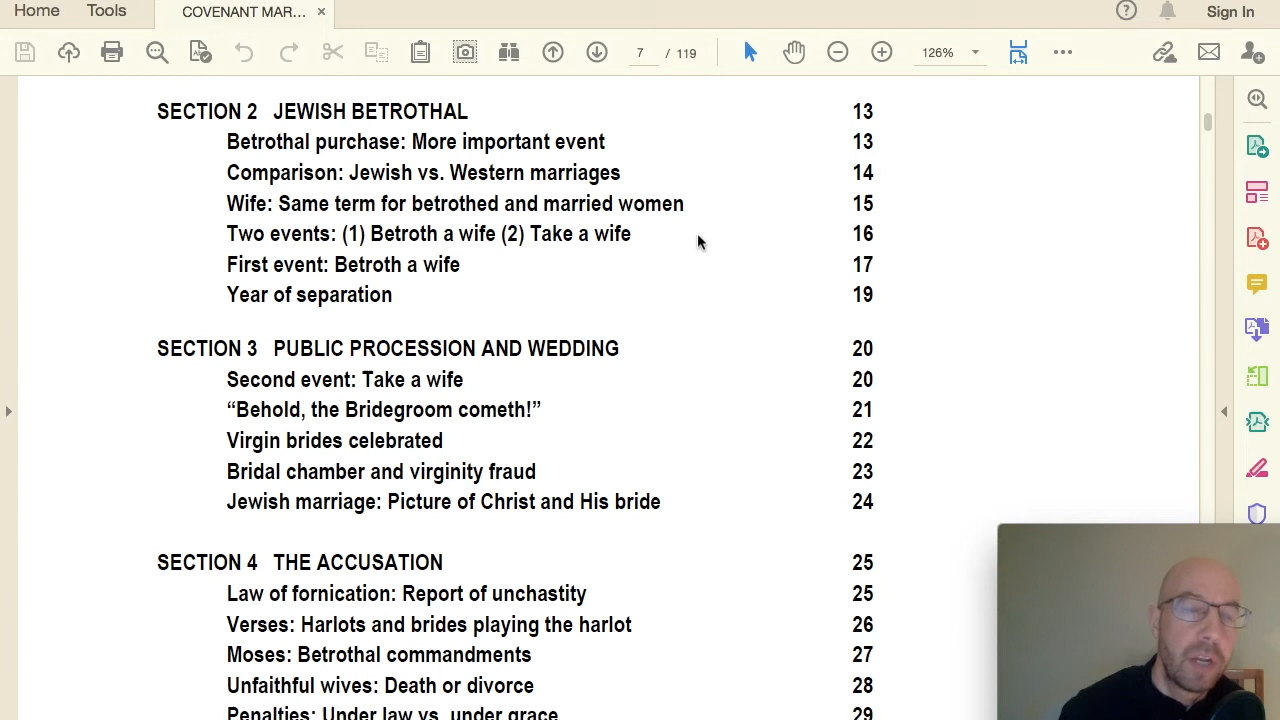 Home Tools COVENANT MAR... × Sign In
7 / 119 126%
SECTION 2 JEWISH BETROTHAL 13
Betrothal purchase: More important event 13
Comparison: Jewish vs. Western marriages 14
Wife: Same term for betrothed and married women 15
Two events: (1) Betroth a wife (2) Take a wife 16
First event: Betroth a wife 17
Year of separation 19
SECTION 3 PUBLIC PROCESSION AND WEDDING 20
Second event: Take a wife 20
“Behold, the Bridegroom cometh!” 21
Virgin brides celebrated 22
Bridal chamber and virginity fraud 23
Jewish marriage: Picture of Christ and His bride 24
SECTION 4 THE ACCUSATION 25
Law of fornication: Report of unchastity 25
Verses: Harlots and brides playing the harlot 26
Moses: Betrothal commandments 27
Unfaithful wives: Death or divorce 28
Penalties: Under law vs. under grace 29